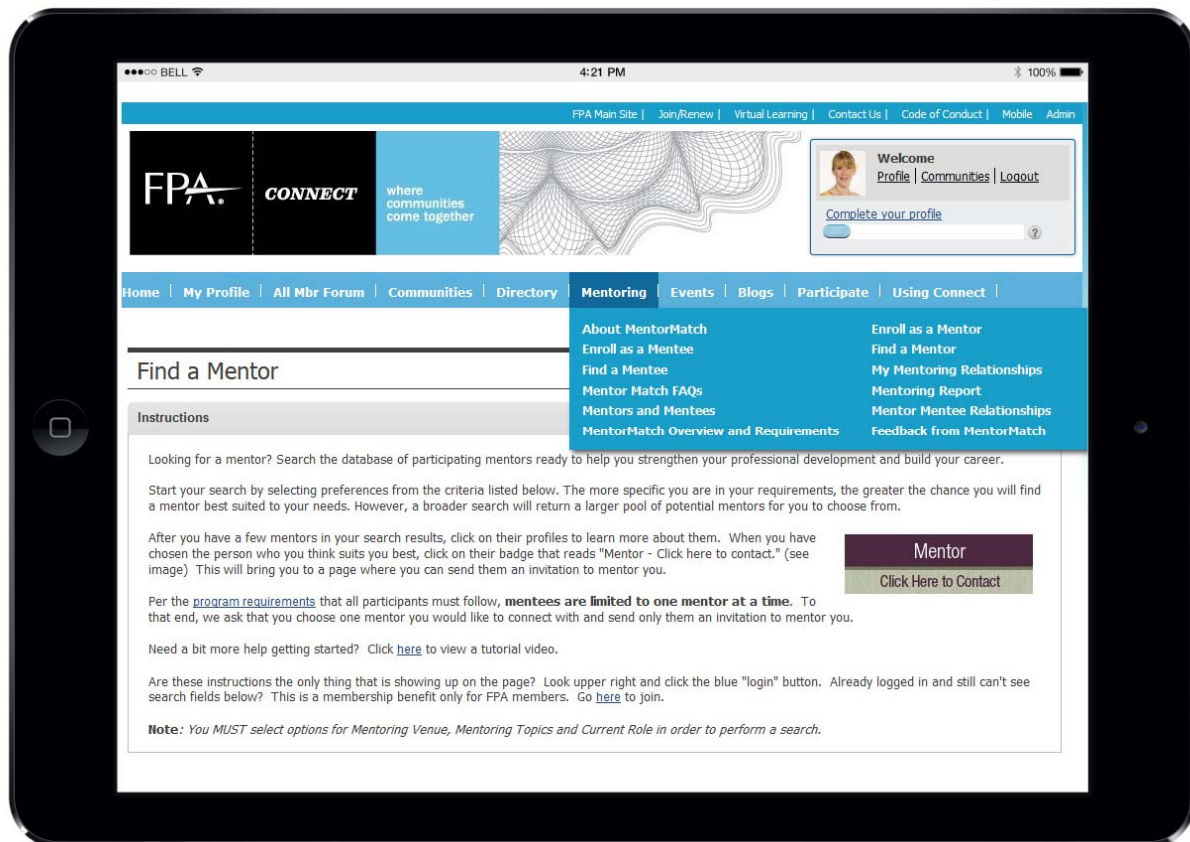 ●●●○○ BELL 4:21 PM 100%
FPA Main Site | Join/Renew | Virtual Learning | Contact Us | Code of Conduct | Mobile Admin
FPA. CONNECT
where
communities
come together
Welcome
Profile | Communities | Logout
Complete your profile
?
Home | My Profile | All Mbr Forum | Communities | Directory | Mentoring | Events | Blogs | Participate | Using Connect |
About MentorMatch
Enroll as a Mentee
Find a Mentee
Mentor Match FAQs
Mentors and Mentees
MentorMatch Overview and Requirements
Enroll as a Mentor
Find a Mentor
My Mentoring Relationships
Mentoring Report
Mentor Mentee Relationships
Feedback from MentorMatch
Find a Mentor
Instructions
Looking for a mentor? Search the database of participating mentors ready to help you strengthen your professional development and build your career.
Start your search by selecting preferences from the criteria listed below. The more specific you are in your requirements, the greater the chance you will find
a mentor best suited to your needs. However, a broader search will return a larger pool of potential mentors for you to choose from.
After you have a few mentors in your search results, click on their profiles to learn more about them. When you have
chosen the person who you think suits you best, click on their badge that reads "Mentor - Click here to contact." (see
image) This will bring you to a page where you can send them an invitation to mentor you.
Mentor
Click Here to Contact
Per the program requirements that all participants must follow, mentees are limited to one mentor at a time. To
that end, we ask that you choose one mentor you would like to connect with and send only them an invitation to mentor you.
Need a bit more help getting started? Click here to view a tutorial video.
Are these instructions the only thing that is showing up on the page? Look upper right and click the blue "login" button. Already logged in and still can't see
search fields below? This is a membership benefit only for FPA members. Go here to join.
Note: You MUST select options for Mentoring Venue, Mentoring Topics and Current Role in order to perform a search.